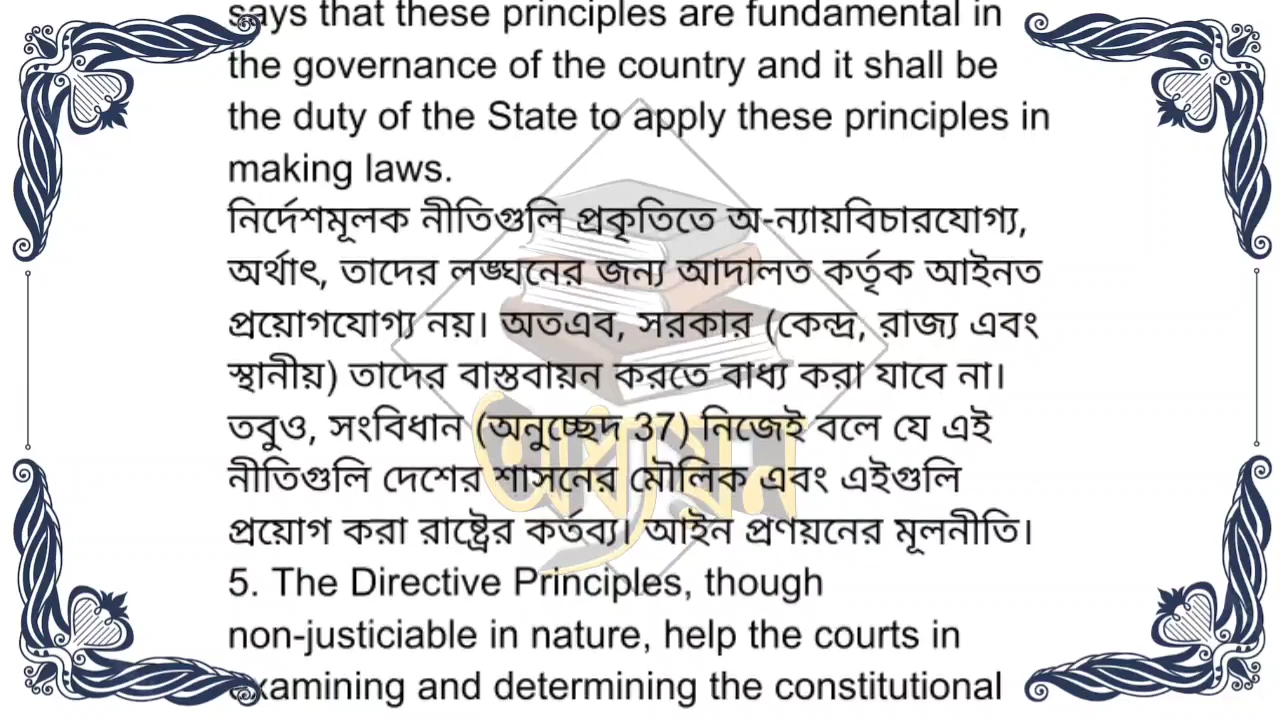 says that these principles are fundamental in
the governance of the country and it shall be
the duty of the State to apply these principles in
making laws.
নির্দেশমূলক নীতিগুলি প্রকৃতিতে অ-ন্যায়বিচারযোগ্য,
অর্থাৎ, তাদের লঙ্ঘনের জন্য আদালত কর্তৃক আইনত
প্রয়োগযোগ্য নয়। অতএব, সরকার (কেন্দ্র, রাজ্য এবং
স্থানীয়) তাদের বাস্তবায়ন করতে বাধ্য করা যাবে না।
তবুও, সংবিধান (অনুচ্ছেদ 37) নিজেই বলে যে এই
নীতিগুলি দেশের শাসনের মৌলিক এবং এইগুলি
প্রয়োগ করা রাষ্ট্রের কর্তব্য। আইন প্রণয়নের মূলনীতি।
5. The Directive Principles, though
non-justiciable in nature, help the courts in
examining and determining the constitutional
অধ্যয়ন